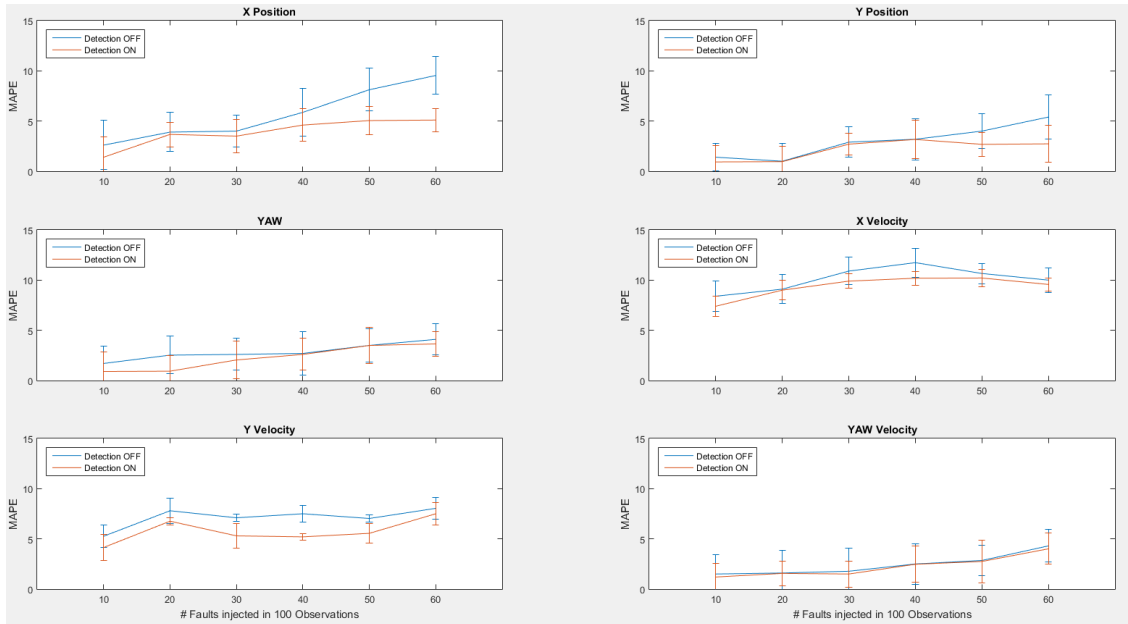 X Position
15
10
5
0
MAPE
Detection OFF
Detection ON
10 20 30 40 50 60
Y Position
15
10
5
0
MAPE
Detection OFF
Detection ON
10 20 30 40 50 60
YAW
15
10
5
0
MAPE
Detection OFF
Detection ON
10 20 30 40 50 60
X Velocity
15
10
5
0
MAPE
Detection OFF
Detection ON
10 20 30 40 50 60
Y Velocity
15
10
5
0
MAPE
Detection OFF
Detection ON
10 20 30 40 50 60
# Faults injected in 100 Observations
YAW Velocity
15
10
5
0
MAPE
Detection OFF
Detection ON
10 20 30 40 50 60
# Faults injected in 100 Observations